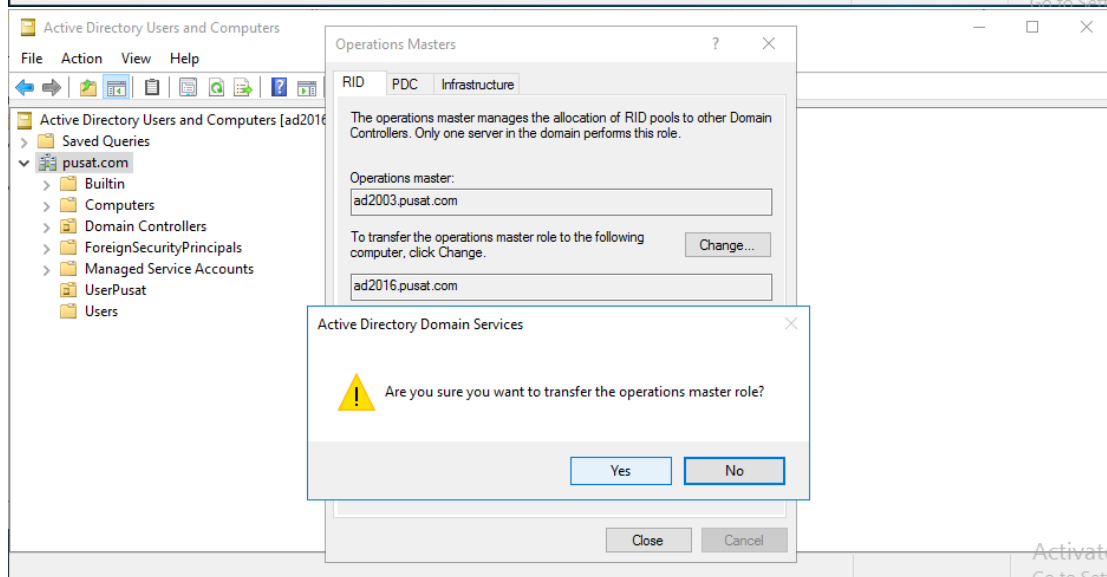 Active Directory Users and Computers
File Action View Help
Active Directory Users and Computers [ad2016
Saved Queries
pusat.com
Builtin
Computers
Domain Controllers
ForeignSecurityPrincipals
Managed Service Accounts
UserPusat
Users
Operations Masters
RID PDC Infrastructure
The operations master manages the allocation of RID pools to other Domain
Controllers. Only one server in the domain performs this role.
Operations master:
ad2003.pusat.com
To transfer the operations master role to the following
computer, click Change.
Change...
ad2016.pusat.com
Active Directory Domain Services
Are you sure you want to transfer the operations master role?
Yes No
Close Cancel
Activat